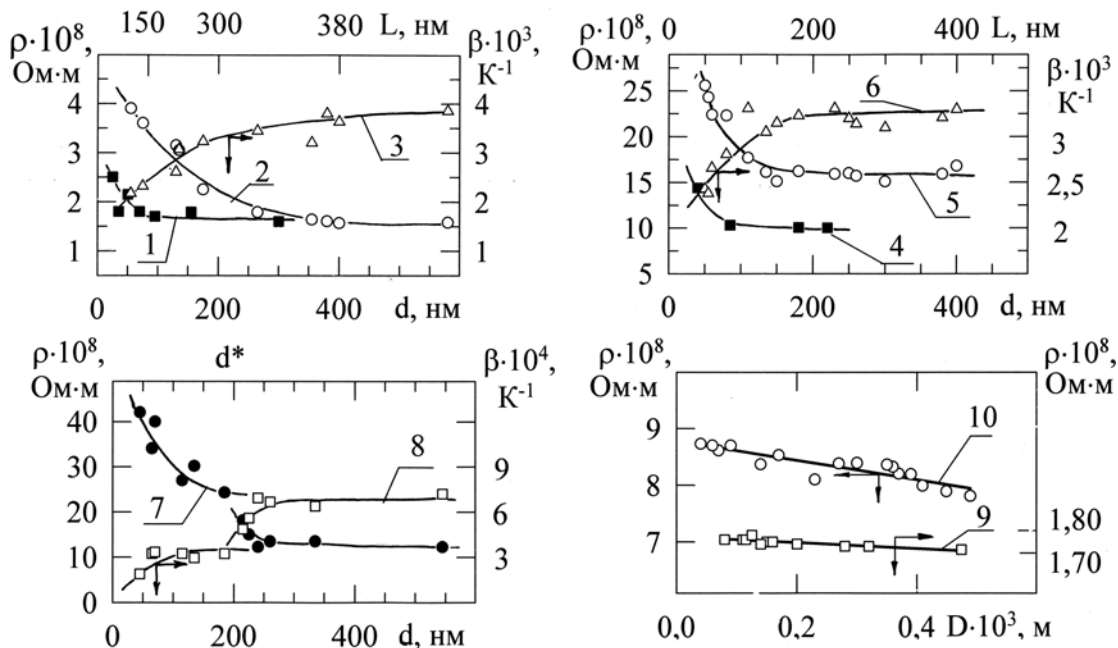 150 300 380 L, нм
ρ·10⁸, Ом·м
β·10³, К⁻¹
4 3 2 1
4 3 2 1
3
2
1
0 200 400
d, нм
0 200 400
L, нм
25 20 15 10 5
β·10³
К⁻¹
3 2,5 2
6
5
4
0 200 400
d, нм
ρ·10⁸,
Ом·м
d*
β·10⁴,
К⁻¹
40 30 20 10 0
9 6 3
8
7
0 200 400
d, нм
ρ·10⁸,
Ом·м
ρ·10⁸,
Ом·м
9 8 7
10
9
1,80
1,70
0,0 0,2 0,4 D·10³, м